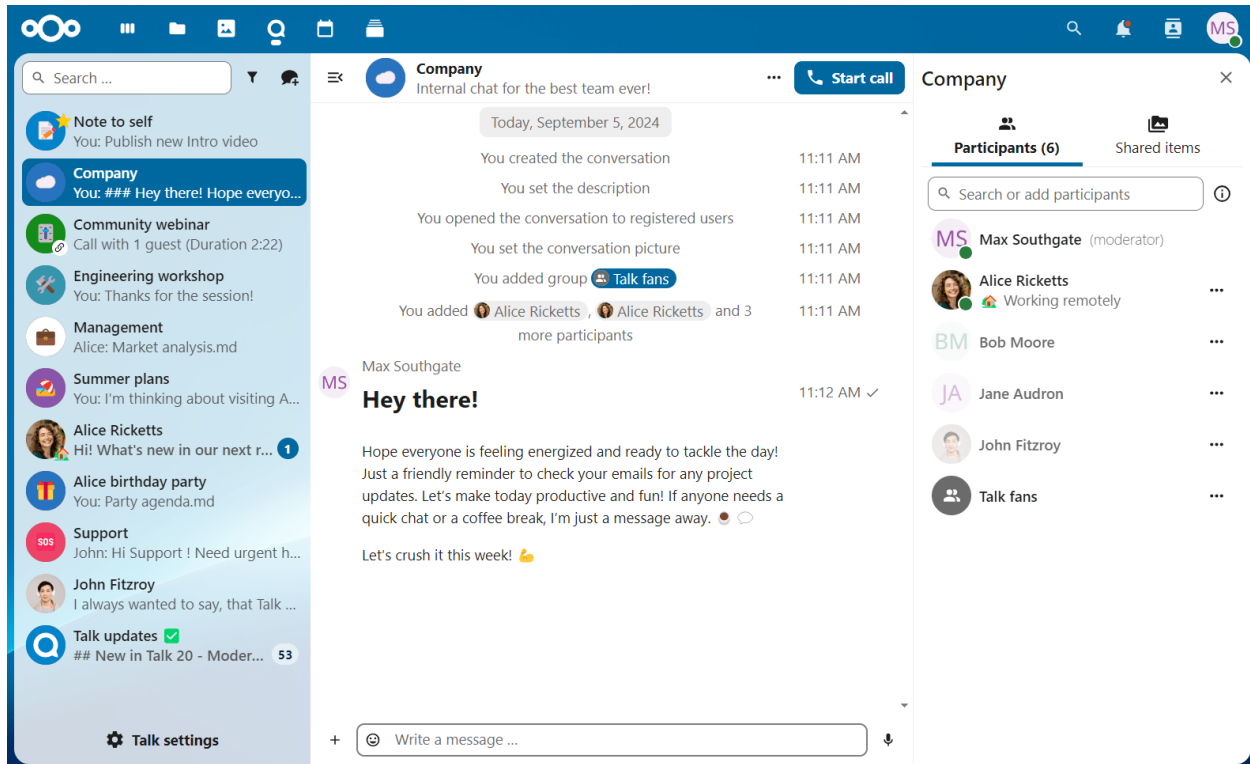 MS
Search ...
Note to self
You: Publish new Intro video
Company
You: ### Hey there! Hope everyo...
Community webinar
Call with 1 guest (Duration 2:22)
Engineering workshop
You: Thanks for the session!
Management
Alice: Market analysis.md
Summer plans
You: I'm thinking about visiting A...
Alice Ricketts
Hi! What's new in our next r... 1
Alice birthday party
You: Party agenda.md
SOS
Support
John: Hi Support ! Need urgent h...
John Fitzroy
I always wanted to say, that Talk ...
Talk updates ✅
## New in Talk 20 - Moder... 53
Talk settings
Company
Internal chat for the best team ever!
Start call
Today, September 5, 2024
You created the conversation 11:11 AM
You set the description 11:11 AM
You opened the conversation to registered users 11:11 AM
You set the conversation picture 11:11 AM
You added group Talk fans 11:11 AM
You added Alice Ricketts , Alice Ricketts and 3 11:11 AM
more participants
Max Southgate
MS
Hey there! 11:12 AM ✓
Hope everyone is feeling energized and ready to tackle the day!
Just a friendly reminder to check your emails for any project
updates. Let's make today productive and fun! If anyone needs a
quick chat or a coffee break, I'm just a message away. ☕ 💬
Let's crush it this week! 💪
Write a message ...
Company
Participants (6)
Shared items
Search or add participants
MS Max Southgate (moderator)
Alice Ricketts
🏡 Working remotely
BM Bob Moore
JA Jane Audron
John Fitzroy
Talk fans